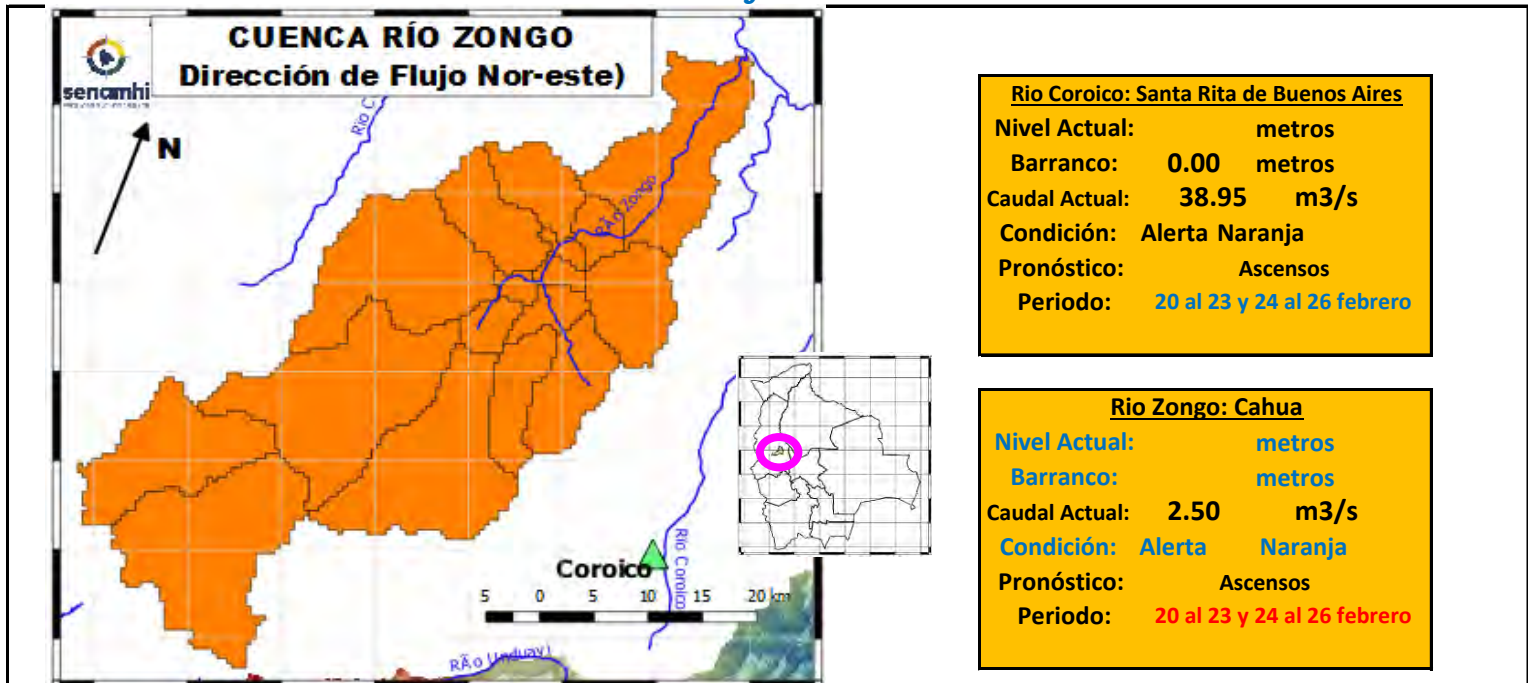 CUENCA RÍO ZONGO
Dirección de Flujo Nor-este)
senamhi
N
Río C
RÃo Zongo
Coroico
Río Coroico
5 0 5 10 15 20 km
RÃo (Unduavi)
Rio Coroico: Santa Rita de Buenos Aires
Nivel Actual: metros
Barranco: 0.00 metros
Caudal Actual: 38.95 m3/s
Condición: Alerta Naranja
Pronóstico: Ascensos
Periodo: 20 al 23 y 24 al 26 febrero
Rio Zongo: Cahua
Nivel Actual: metros
Barranco: metros
Caudal Actual: 2.50 m3/s
Condición: Alerta Naranja
Pronóstico: Ascensos
Periodo: 20 al 23 y 24 al 26 febrero